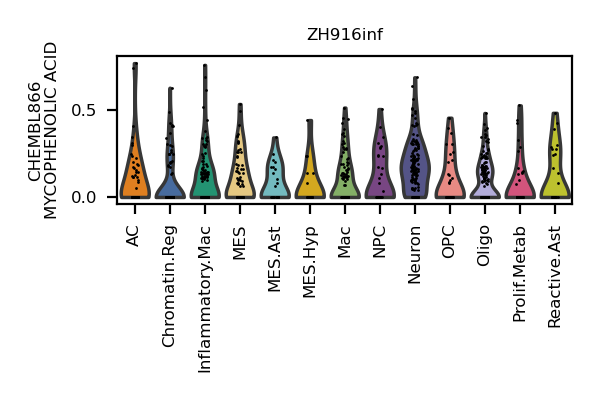 ZH916inf
CHEMBL866
MYCOPHENOLIC ACID
0.5
0.0
AC
Chromatin.Reg
Inflammatory.Mac
MES
MES.Ast
MES.Hyp
Mac
NPC
Neuron
OPC
Oligo
Prolif.Metab
Reactive.Ast